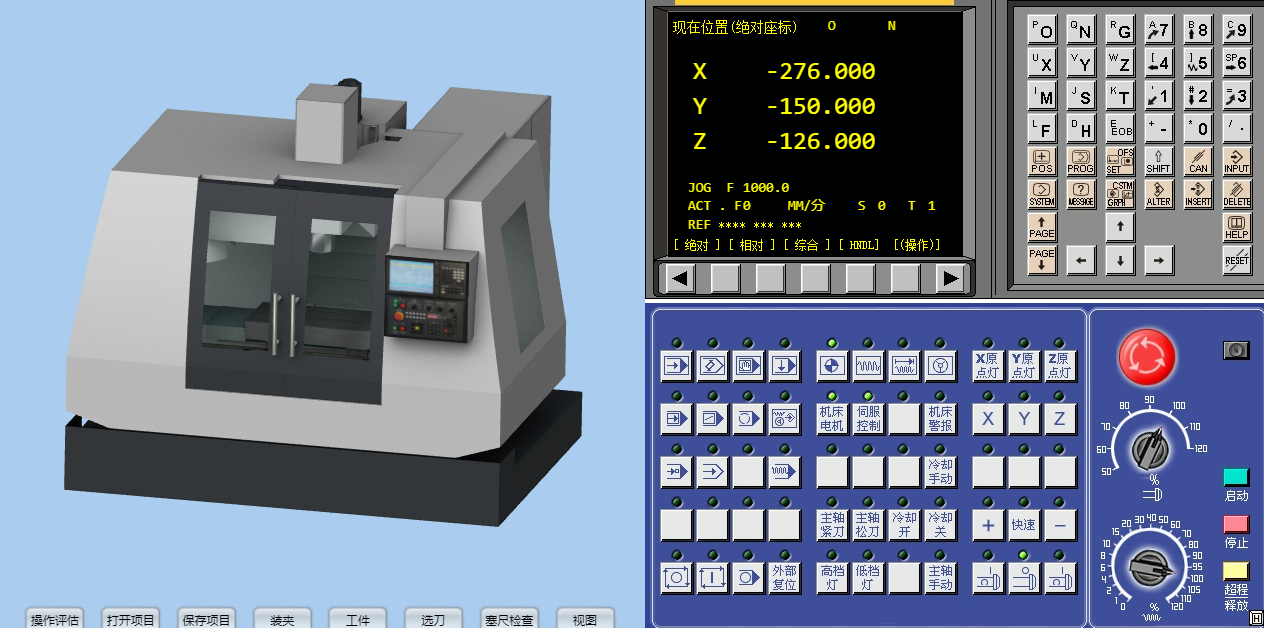 现在位置(绝对座标) O N
X -276.000
Y -150.000
Z -126.000
JOG F 1000.0
ACT . F0 MM/分 S 0 T 1
REF **** *** ***
[ 绝对 ] [ 相对 ] [ 综合 ] [ HNDL] [(操作)]
P O Q N R G A 7 B 8 C 9
U X V Y W Z [ 4 ] 5 SP 6
I M J S K T ' 1 # 2 = 3
L F D H E EOB + - * 0 / .
POS PROG OFS SET SHIFT CAN INPUT
SYSTEM MESSAGE CSTM GRPH ALTER INSERT DELETE
PAGE HELP
PAGE RESET
X原点灯 Y原点灯 Z原点灯
机床电机 伺服控制 机床警报 X Y Z
冷却手动
主轴紧刀 主轴松刀 冷却开 冷却关 + 快速 -
外部复位 高档灯 低档灯 主轴手动
50 60 70 80 90 100 110 120
%
启动
停止
超程释放
0 1 2 4 6 8 10 15 20 30 40 50 60 70 80 90 95 100 105 110 120
%
H
操作评估 打开项目 保存项目 装夹 工件 选刀 塞尺检查 视图